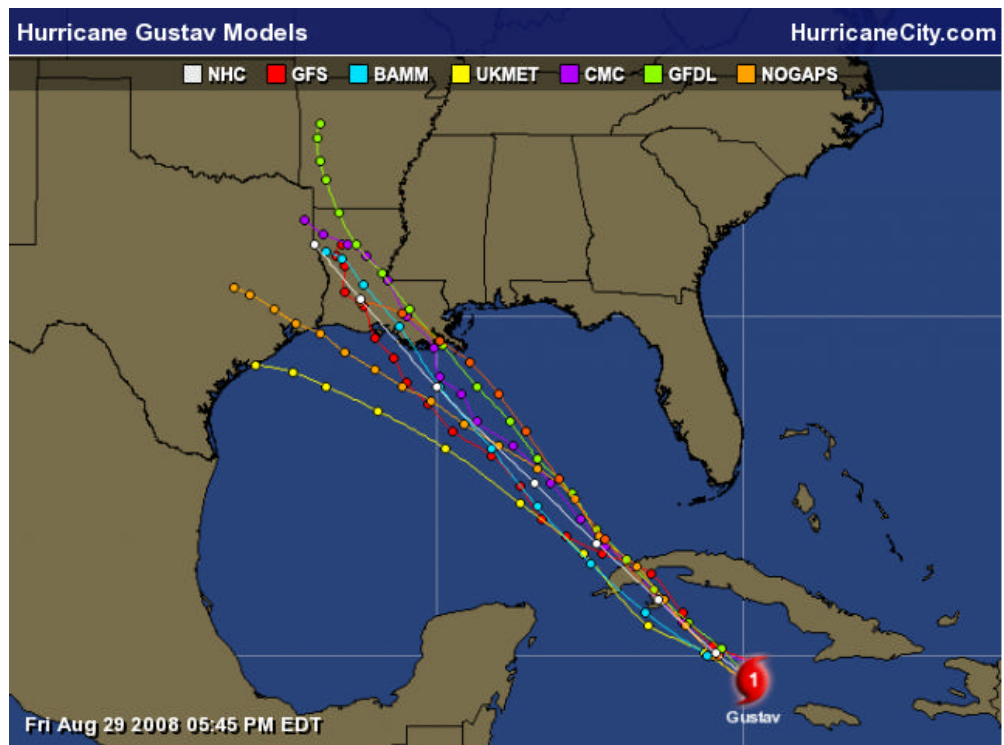 Hurricane Gustav Models HurricaneCity.com
NHC GFS BAMM UKMET CMC GFDL NOGAPS
1
Gustav
Fri Aug 29 2008 05:45 PM EDT